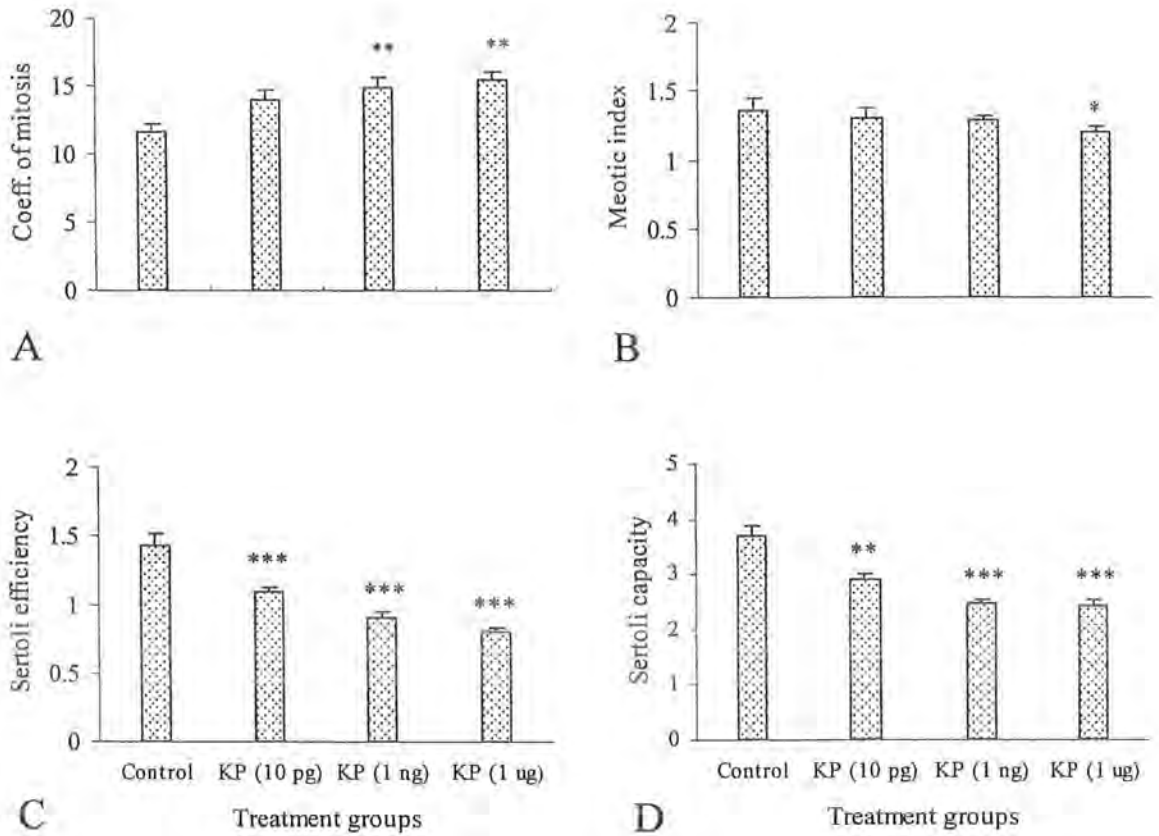 20
15
10
5
0
Coeff. of mitosis
** **
A
2
1.5
1
0.5
0
Meotic index
*
B
2
1.5
1
0.5
0
Sertoli efficiency
*** *** ***
Control KP (10 pg) KP (1 ng) KP (1 ug)
Treatment groups
C
5
4
3
2
1
0
Sertoli capacity
** *** ***
Control KP (10 pg) KP (1 ng) KP (1 ug)
Treatment groups
D